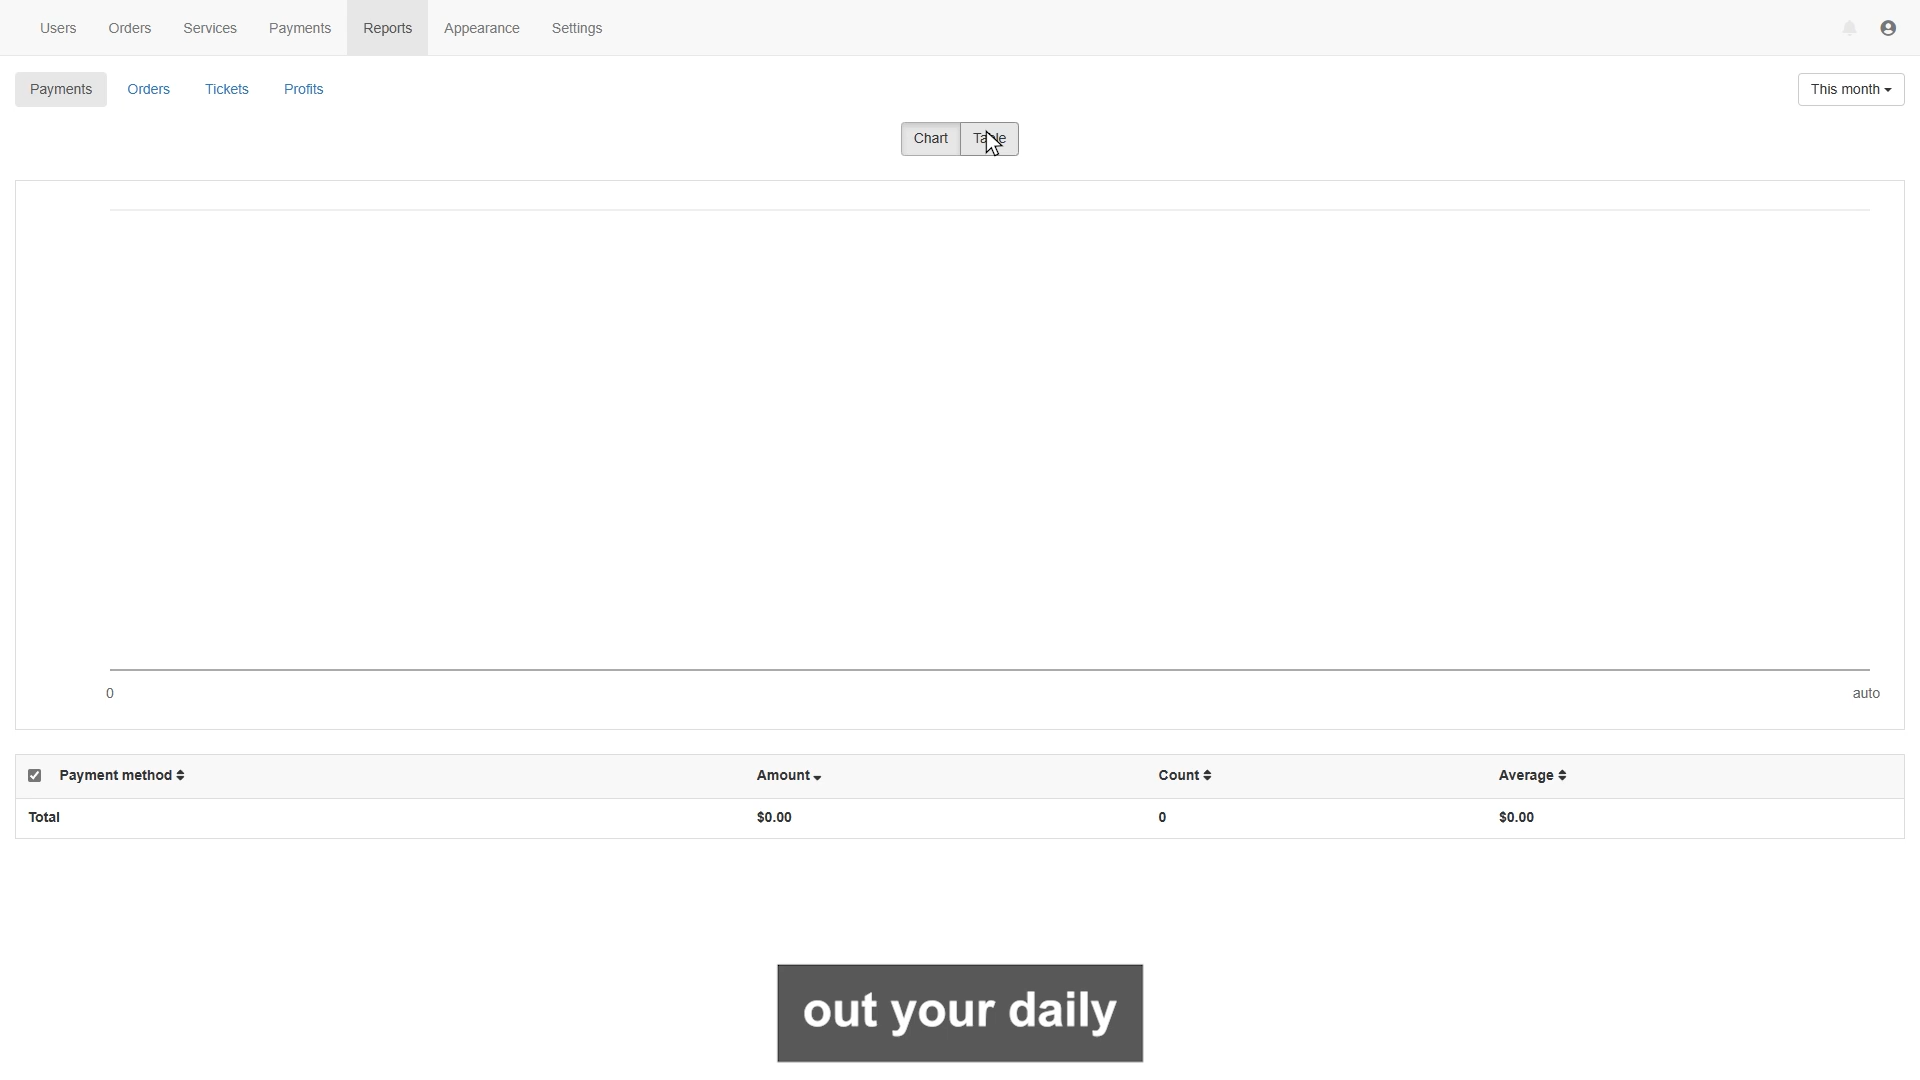 Users Orders Services Payments Reports Appearance Settings
Payments Orders Tickets Profits This month
Chart Table
0 auto
Payment method Amount Count Average
Total $0.00 0 $0.00
out your daily